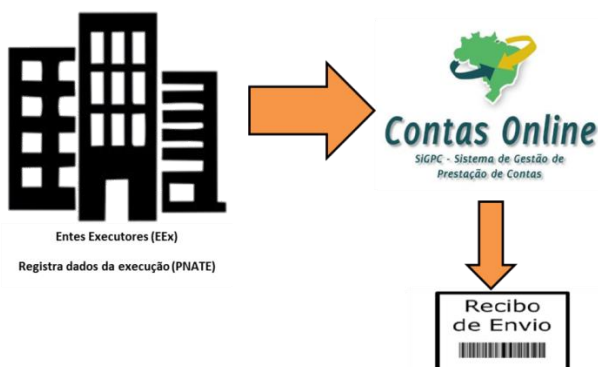 Contas Online
SiGPC - Sistema de Gestão de
Prestação de Contas
Entes Executores (EEx)
Registra dados da execução (PNATE)
Recibo
de Envio